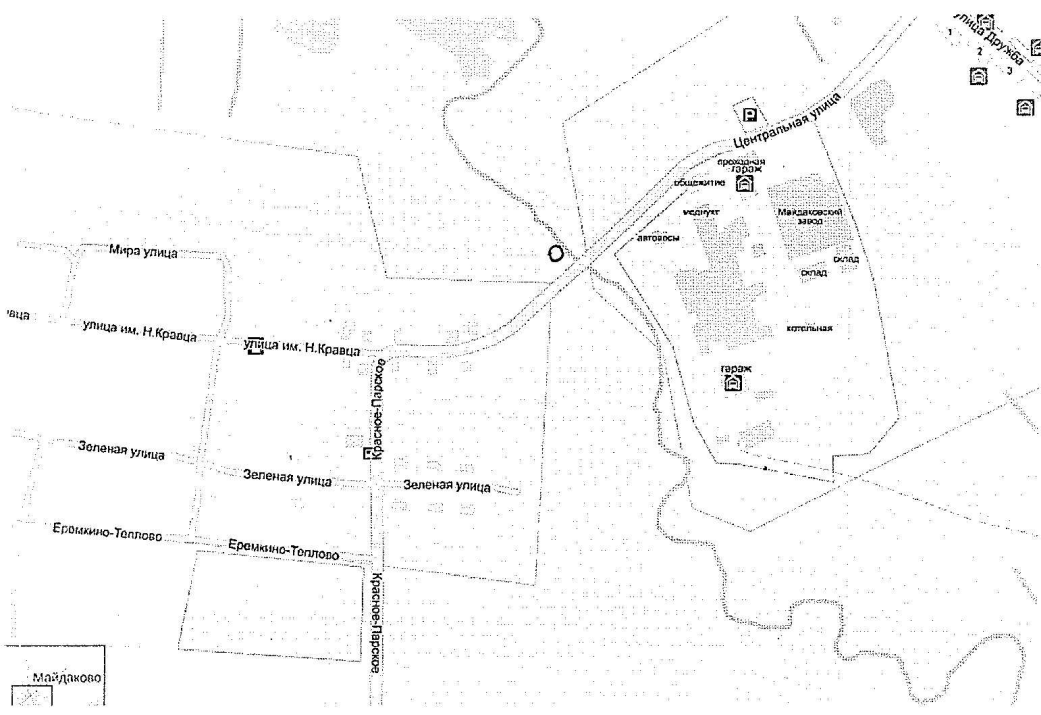 улица Дружба
1
2
3
P
Центральная улица
проходная
гараж
общежитие
медпункт
Майдаковский
завод
автовесы
склад
склад
Мира улица
вца
улица им. Н.Кравца
улица им. Н.Кравца
котельная
гараж
Красное-Парское
Зеленая улица
Зеленая улица
Зеленая улица
Еремкино-Теплово
Еремкино-Теплово
Красное-Парское
Майдаково